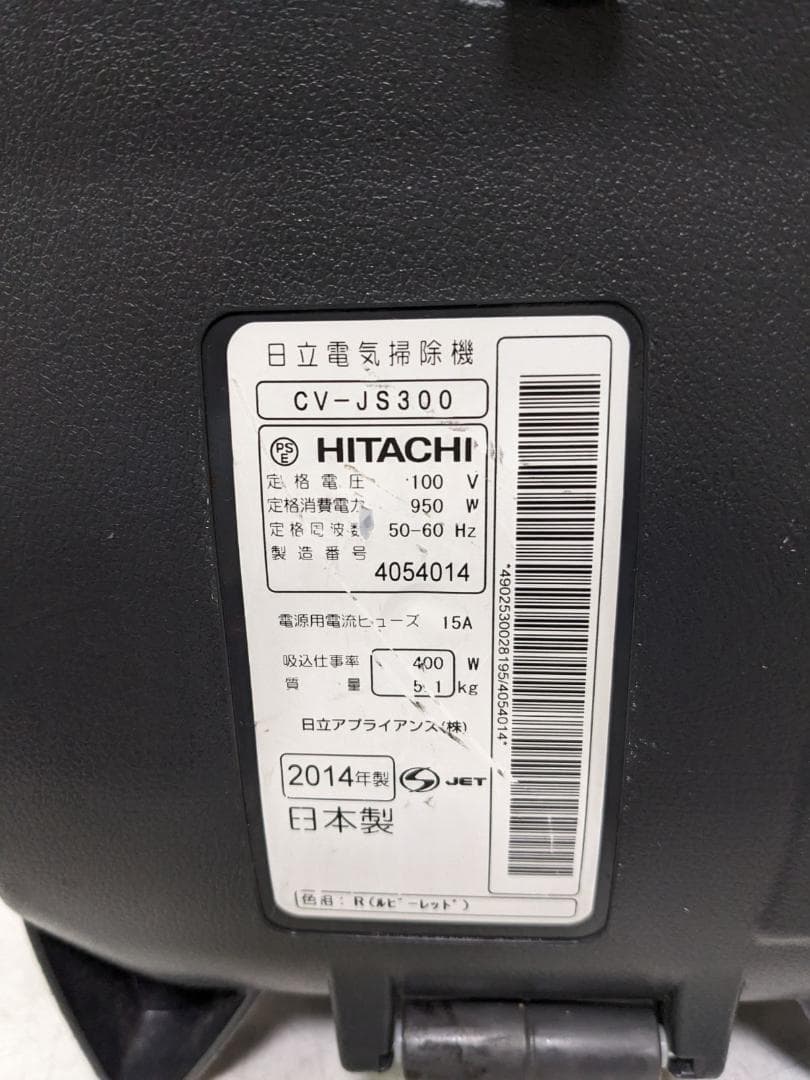 日立電気掃除機
CV-JS300
PSE HITACHI
定格電圧 100 V
定格消費電力 950 W
定格周波数 50-60 Hz
製造番号
4054014
電源用電流ヒューズ 15A
吸込仕事率 400 W
質量 5.1 kg
日立アプライアンス(株)
2014年製 S JET
日本製
色名: R(ルビーレッド)
*4902530028195/4054014*